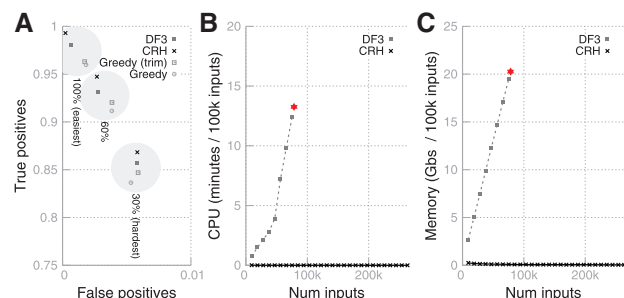 A
B
C
1
0.95
0.9
0.85
0.8
0.75
True positives
DF3
CRH
Greedy (trim)
Greedy
100% (easiest)
60%
30% (hardest)
0
0.01
False positives
20
15
10
5
0
CPU (minutes / 100k inputs)
DF3
CRH
0
100k
200k
Num inputs
25
20
15
10
5
0
Memory (Gbs / 100k inputs)
DF3
CRH
0
100k
200k
Num inputs